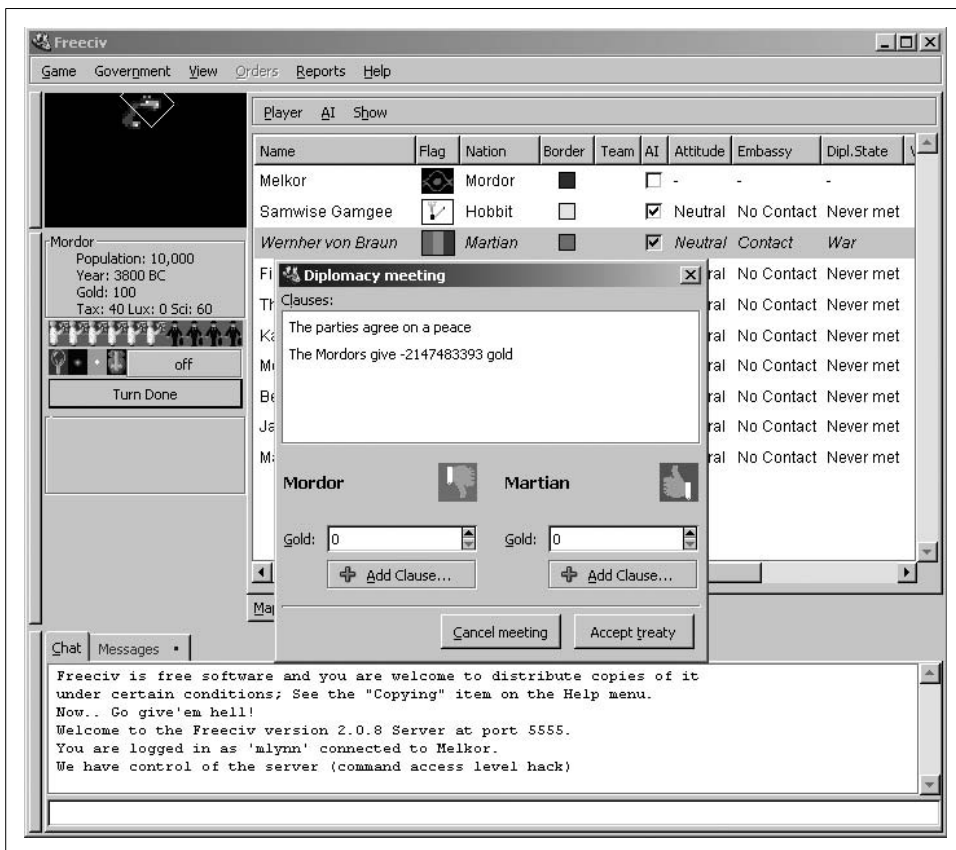 Freeciv
Game Government View Orders Reports Help
Player AI Show
Name Flag Nation Border Team AI Attitude Embassy Dipl.State
Melkor Mordor - - -
Samwise Gamgee Hobbit Neutral No Contact Never met
Wernher von Braun Martian Neutral Contact War
Mordor
Population: 10,000
Year: 3800 BC
Gold: 100
Tax: 40 Lux: 0 Sci: 60
off
Turn Done
Fi ral No Contact Never met
Th ral No Contact Never met
Ka ral No Contact Never met
ral No Contact Never met
Be ral No Contact Never met
Ja ral No Contact Never met
ral No Contact Never met
Diplomacy meeting
Clauses:
The parties agree on a peace
The Mordors give -2147483393 gold
Mordor Martian
Gold: 0 Gold: 0
Add Clause... Add Clause...
Cancel meeting Accept treaty
Map
Chat Messages
Freeciv is free software and you are welcome to distribute copies of it
under certain conditions; See the "Copying" item on the Help menu.
Now.. Go give'em hell!
Welcome to the Freeciv version 2.0.8 Server at port 5555.
You are logged in as 'mlynn' connected to Melkor.
We have control of the server (command access level hack)